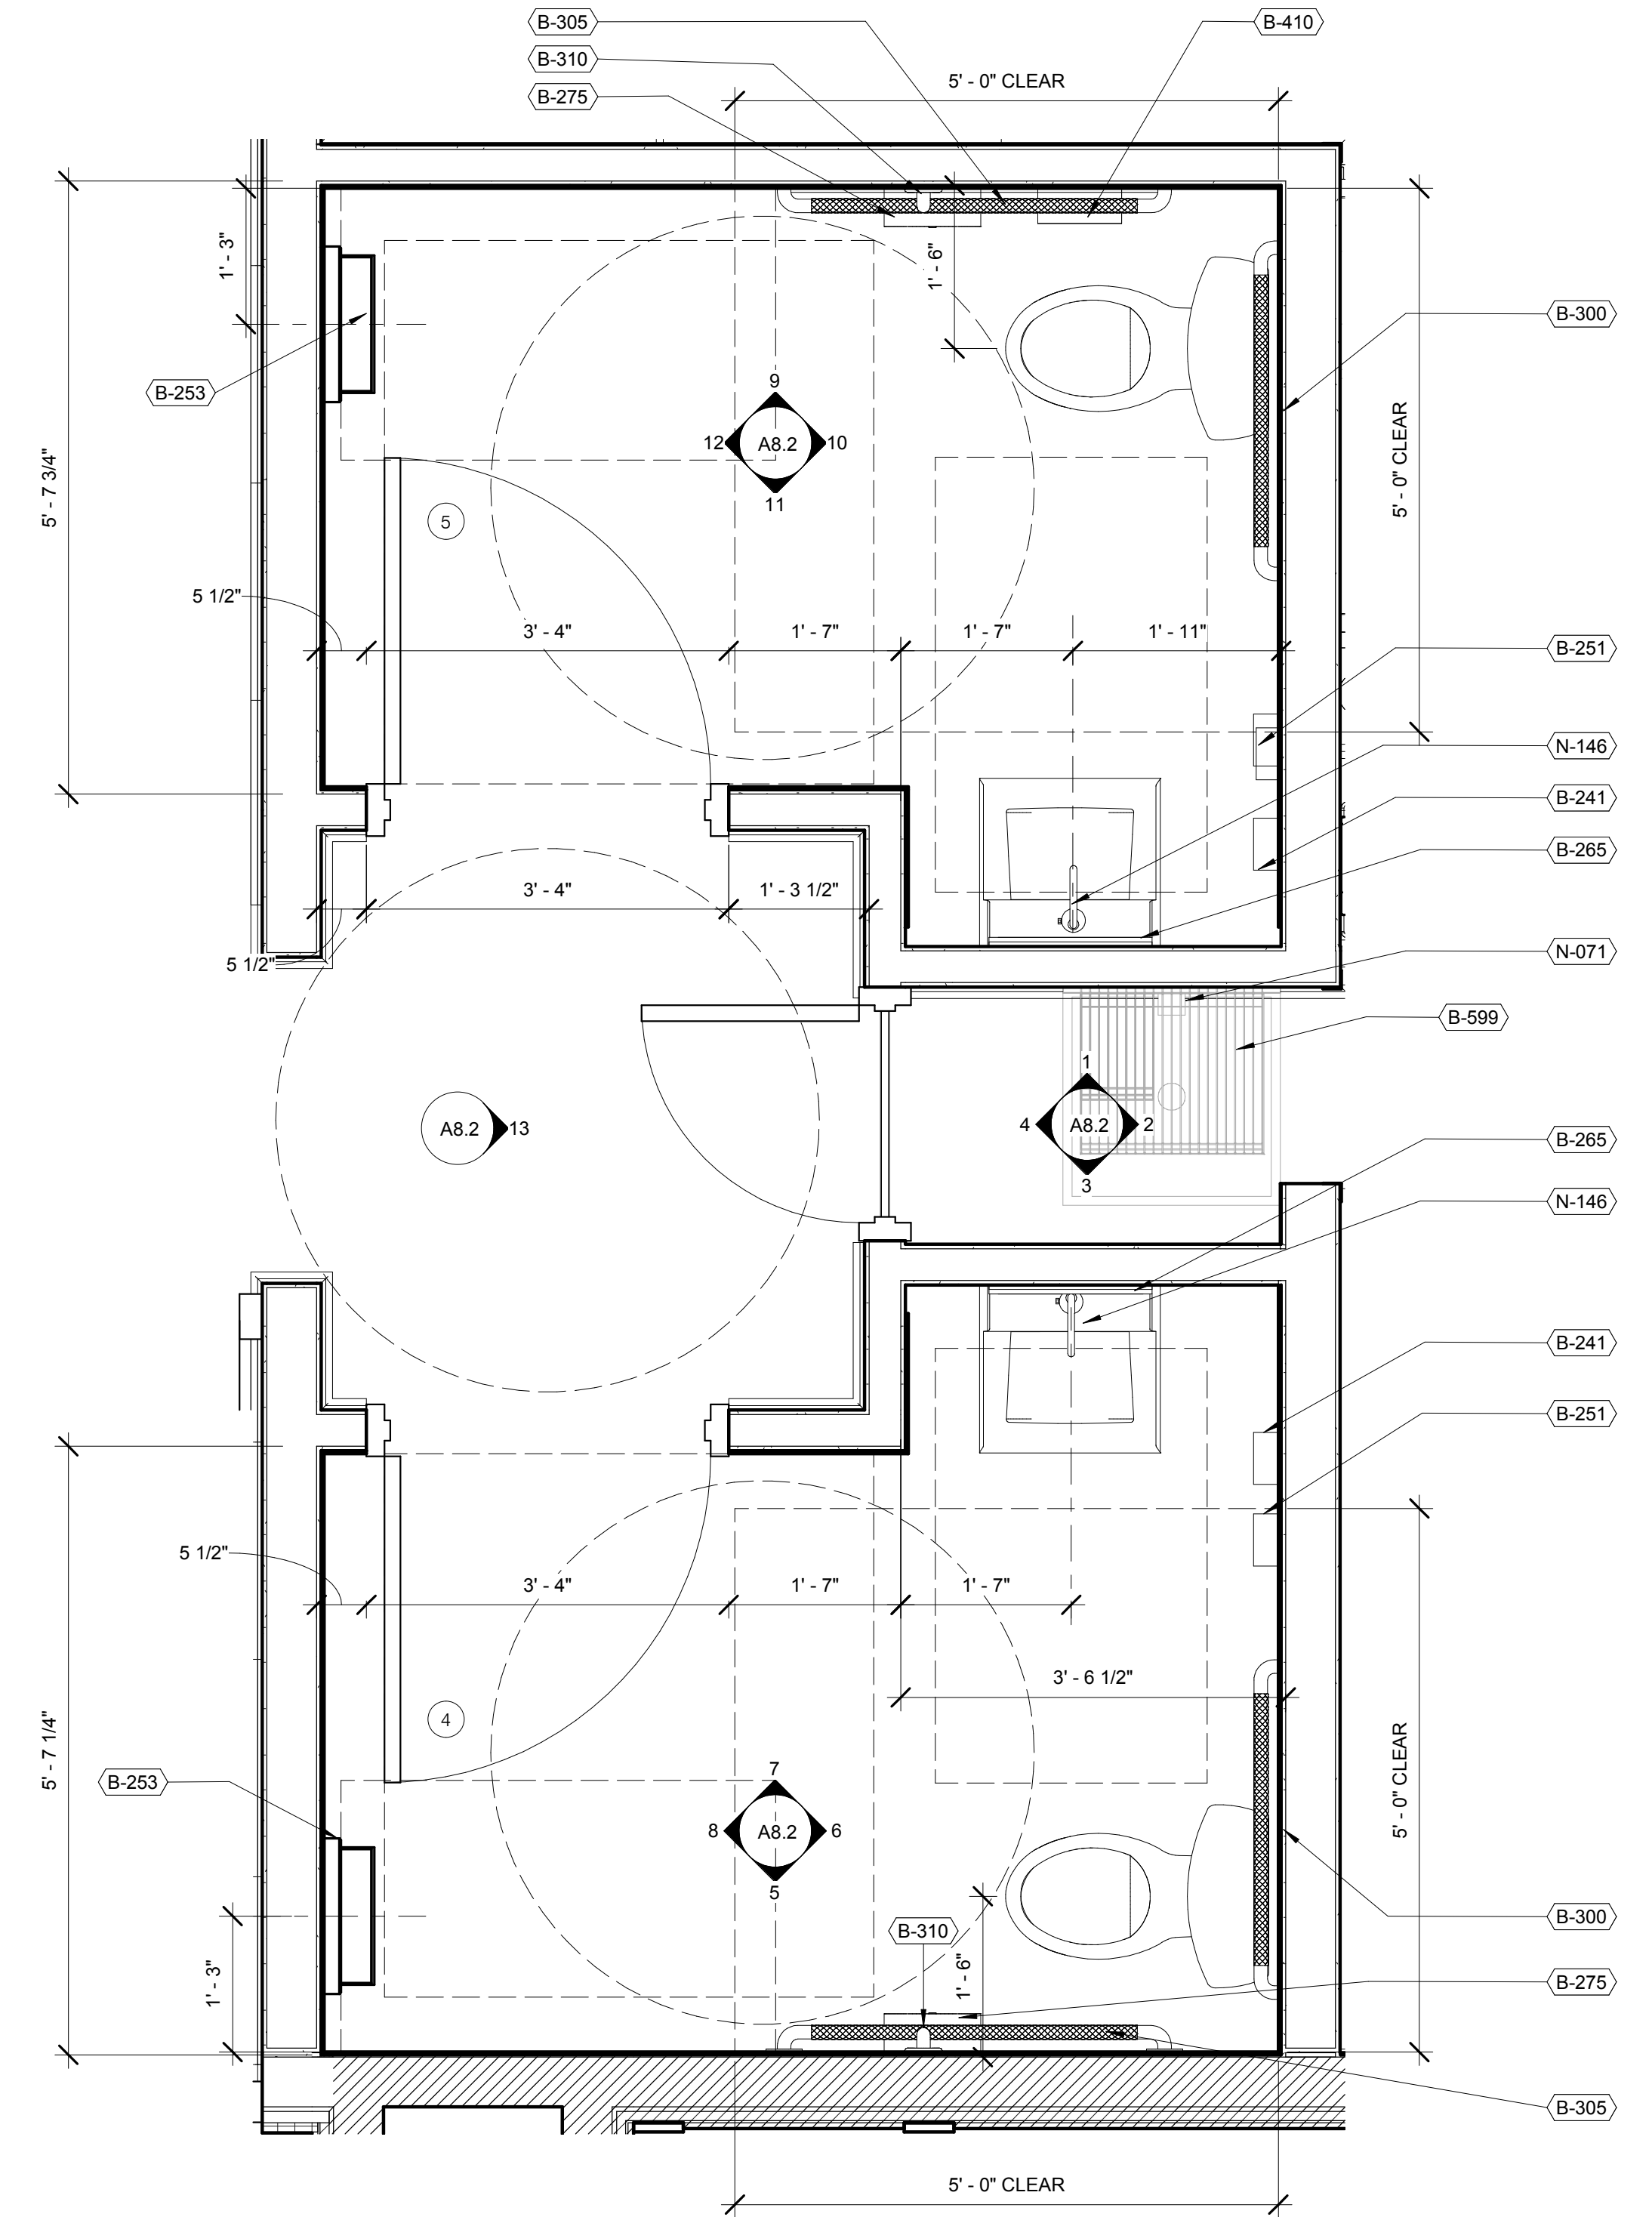 B-305
B-410
B-310
5' - 0" CLEAR
B-275
1' - 3"
1' - 6"
B-300
B-253
9
12 A8.2 10
11
5' - 0" CLEAR
5' - 7 3/4"
5
5 1/2"
3' - 4"
1' - 7"
1' - 7"
1' - 11"
B-251
N-146
B-241
B-265
3' - 4"
1' - 3 1/2"
5 1/2"
N-071
B-599
1
4 A8.2 2
3
A8.2 13
B-265
N-146
B-241
B-251
5 1/2"
3' - 4"
1' - 7"
1' - 7"
3' - 6 1/2"
4
5' - 7 1/4"
5' - 0" CLEAR
B-253
7
8 A8.2 6
5
B-310
B-300
1' - 6"
1' - 3"
B-275
B-305
5' - 0" CLEAR